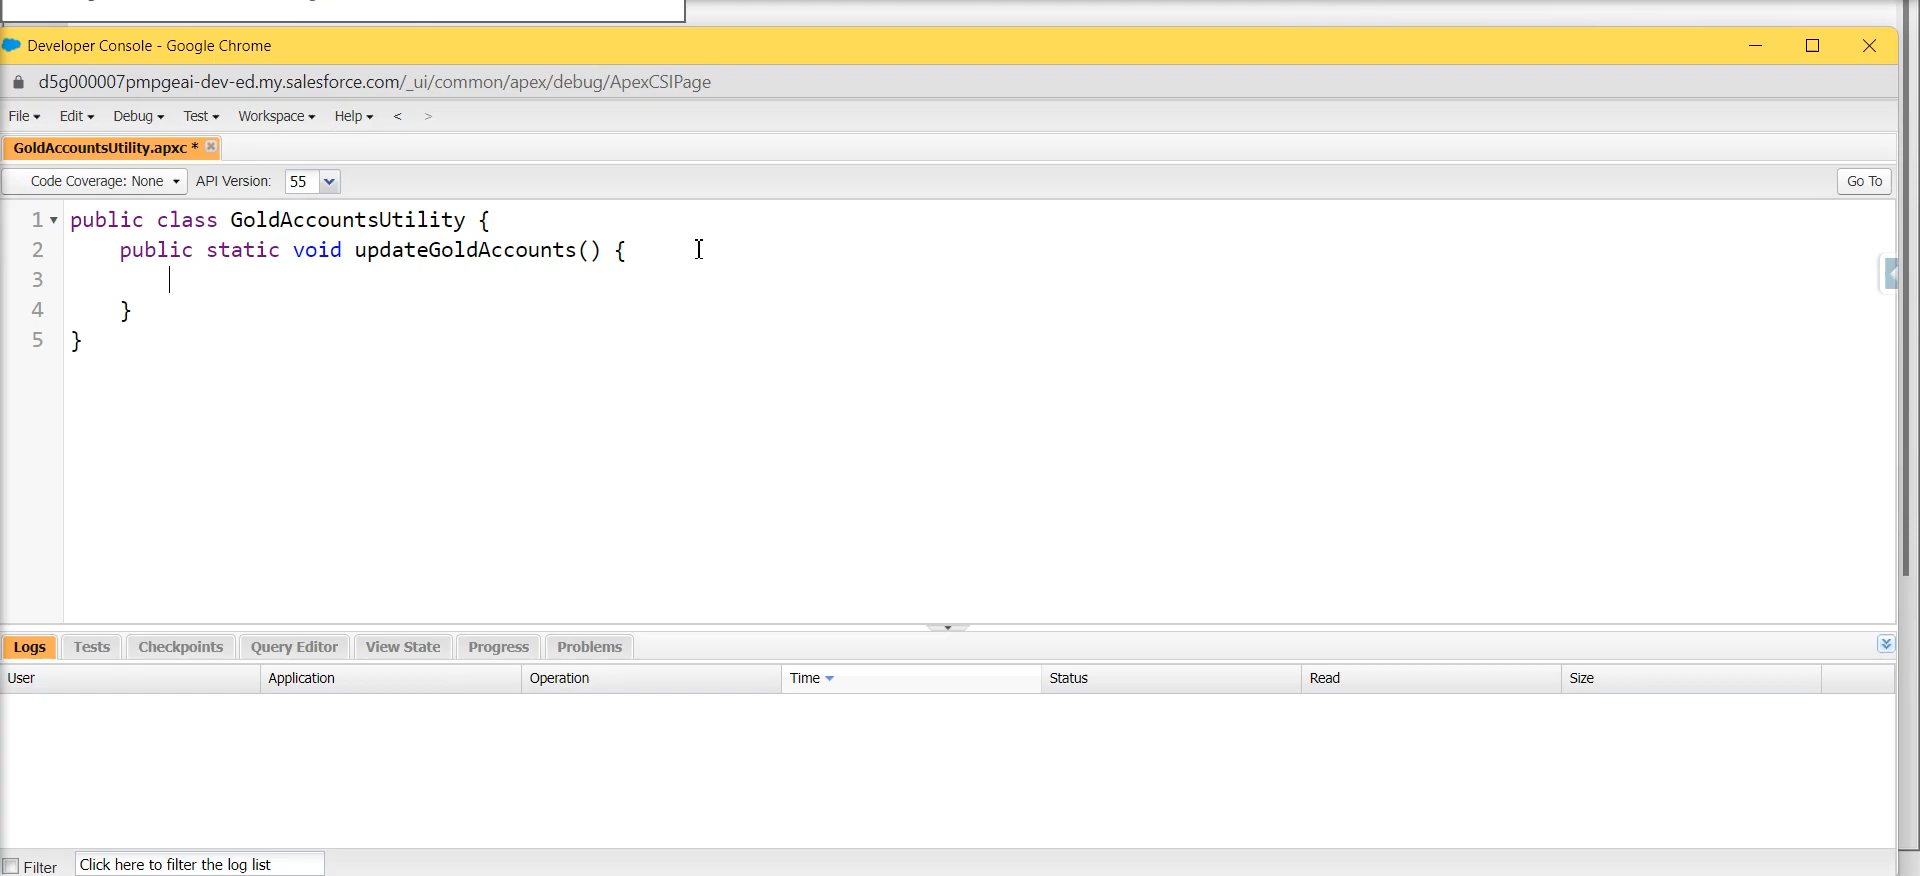 Developer Console - Google Chrome
d5g000007pmpgeai-dev-ed.my.salesforce.com/_ui/common/apex/debug/ApexCSIPage
File Edit Debug Test Workspace Help < >
GoldAccountsUtility.apxc *
Code Coverage: None API Version: 55 Go To
1 public class GoldAccountsUtility {
2 public static void updateGoldAccounts() {
3
4 }
5 }
Logs Tests Checkpoints Query Editor View State Progress Problems
User Application Operation Time Status Read Size
Filter Click here to filter the log list